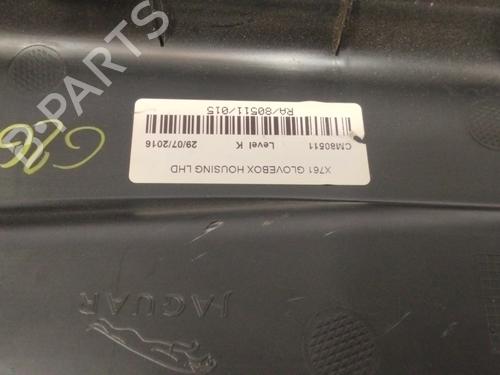 X761 GLOVEBOX HOUSING LHD
CM80511 Level K 29/07/2016
RA/80511/015
JAGUAR
B-PARTS